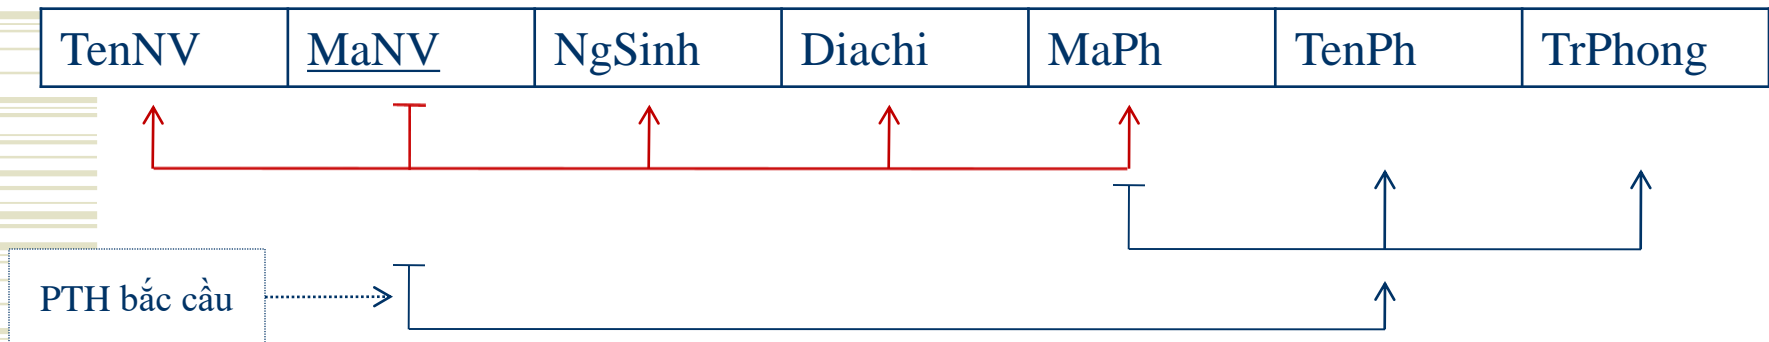 TenNV MaNV NgSinh Diachi MaPh TenPh TrPhong
PTH bắc cầu